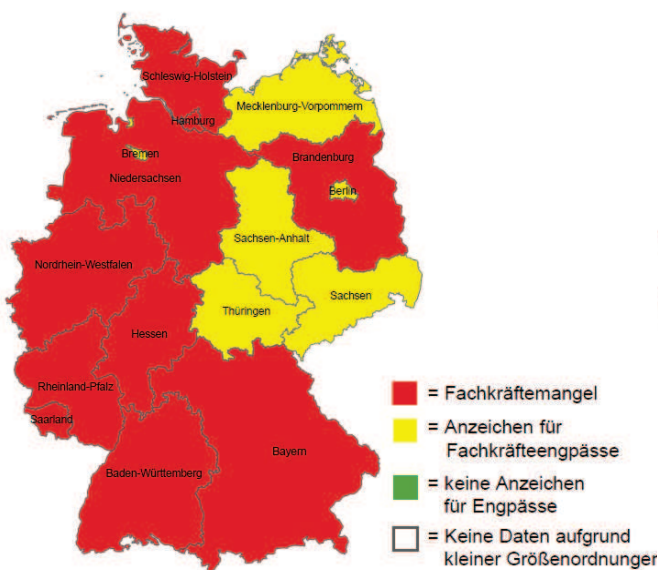 Schleswig-Holstein
Mecklenburg-Vorpommern
Hamburg
Bremen
Brandenburg
Niedersachsen
Berlin
Sachsen-Anhalt
Nordrhein-Westfalen
Sachsen
Thüringen
Hessen
Rheinland-Pfalz
Saarland
Bayern
Baden-Württemberg
= Fachkräftemangel
= Anzeichen für
Fachkräfteengpässe
= keine Anzeichen
für Engpässe
= Keine Daten aufgrund
kleiner Größenordnungen